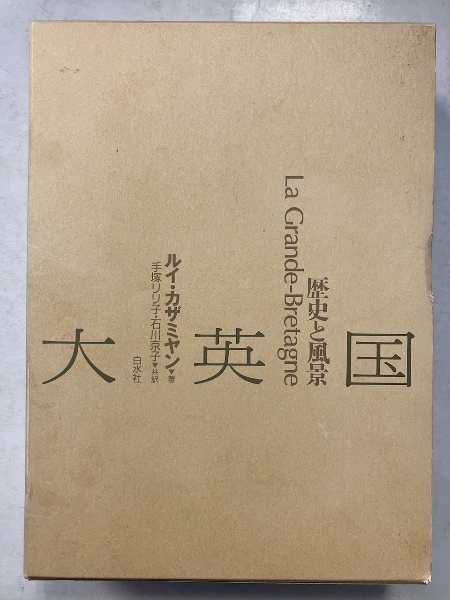 大英国
歴史と風景
La Grande-Bretagne
ルイ・カザミヤン▼著
手塚リリ子・石川京子▼共訳
白水社